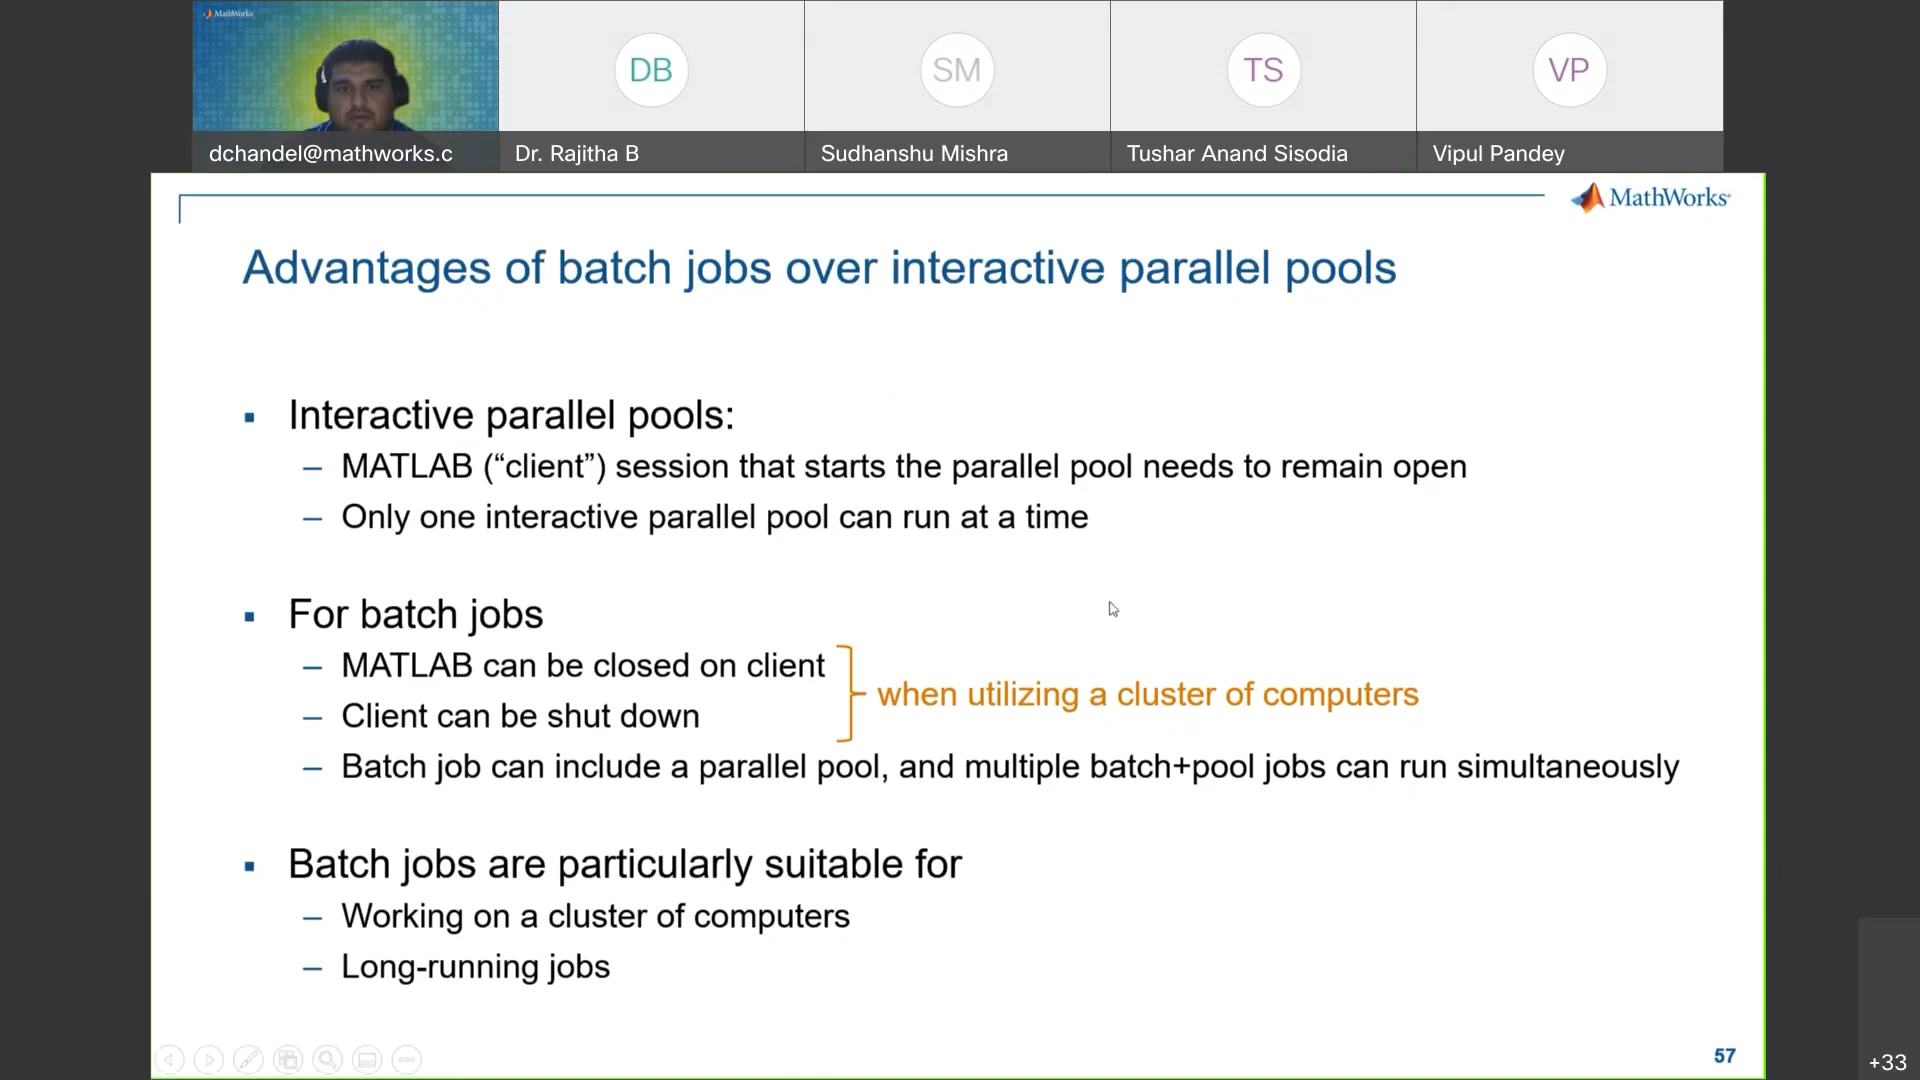 MathWorks
DB
SM
TS
VP
dchandel@mathworks.c
Dr. Rajitha B
Sudhanshu Mishra
Tushar Anand Sisodia
Vipul Pandey
MathWorks
Advantages of batch jobs over interactive parallel pools
▪ Interactive parallel pools:
– MATLAB (“client”) session that starts the parallel pool needs to remain open
– Only one interactive parallel pool can run at a time
▪ For batch jobs
– MATLAB can be closed on client
– Client can be shut down
when utilizing a cluster of computers
– Batch job can include a parallel pool, and multiple batch+pool jobs can run simultaneously
▪ Batch jobs are particularly suitable for
– Working on a cluster of computers
– Long-running jobs
57
+33